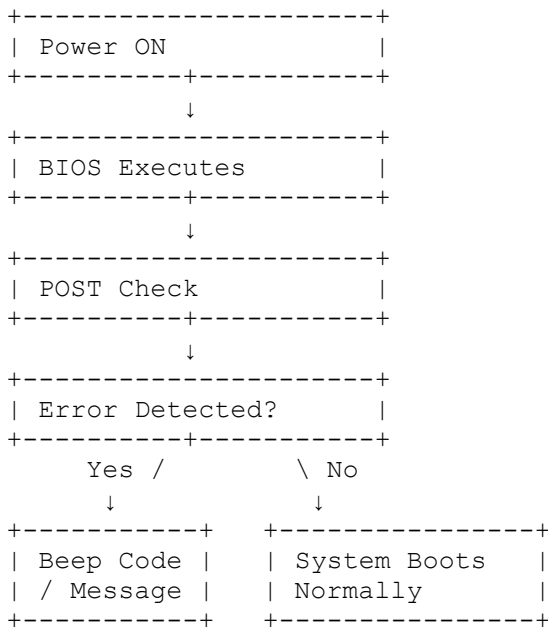 Power ON
↓
BIOS Executes
↓
POST Check
↓
Error Detected?
Yes / \ No
↓ ↓
Beep Code
/ Message
System Boots
Normally